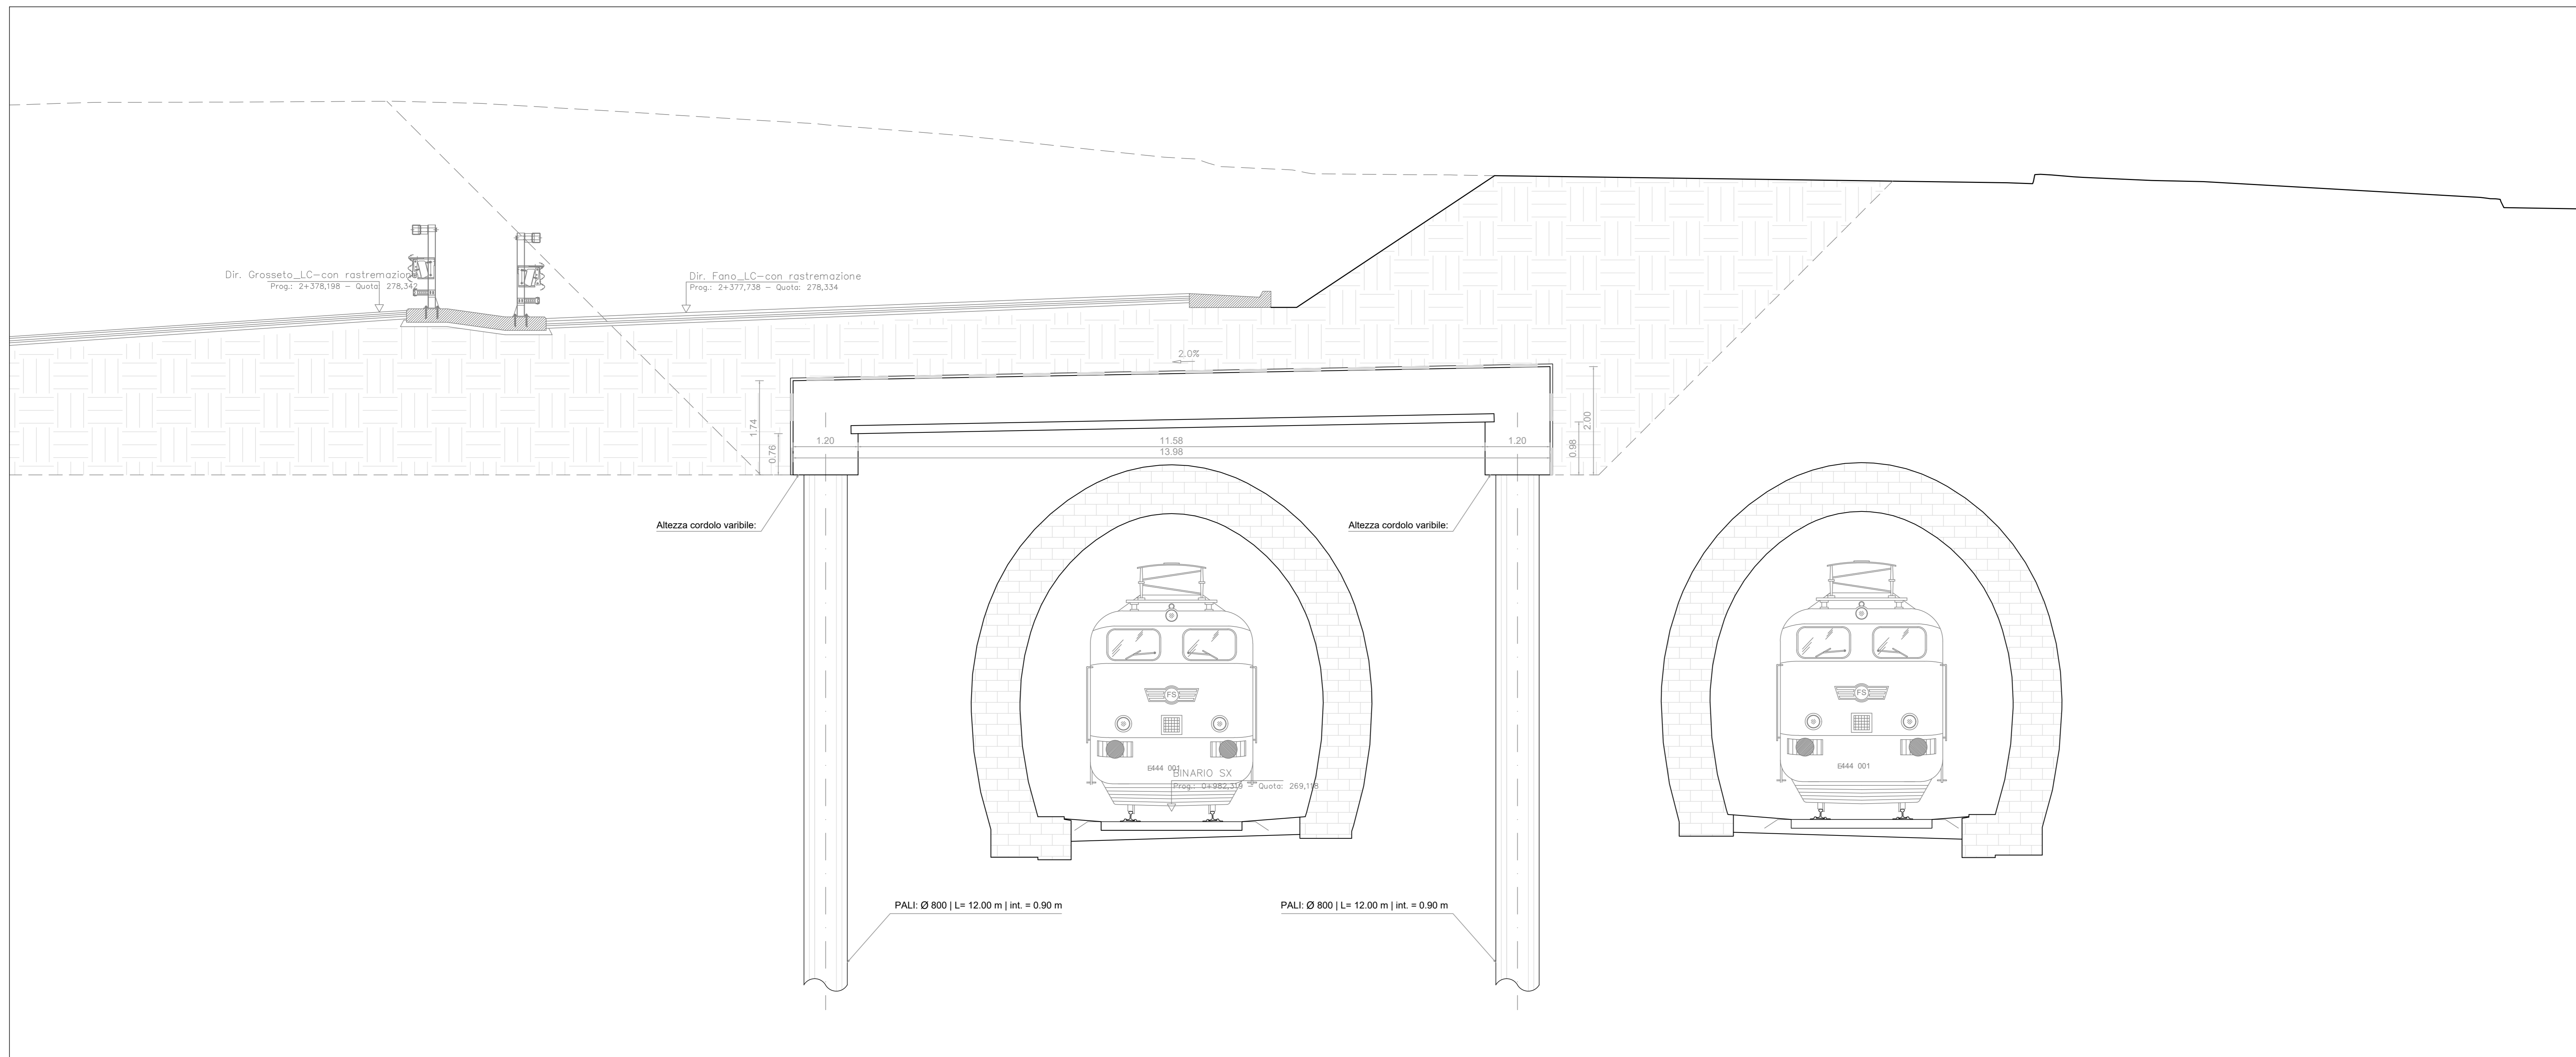 Dir. Grosseto_LC-con rastremazione
Prog.: 2+378,198 - Quota: 278,342
Dir. Fano_LC-con rastremazione
Prog.: 2+377,738 - Quota: 278,334
2.0%
1.74
0.76
1.20
11.58
1.20
13.98
0.98
2.00
Altezza cordolo varibile:
Altezza cordolo varibile:
FS
FS
E444 001
E444 001
BINARIO SX
Prog.: 0+982,319 - Quota: 269,118
PALI: Ø 800 | L= 12.00 m | int. = 0.90 m
PALI: Ø 800 | L= 12.00 m | int. = 0.90 m